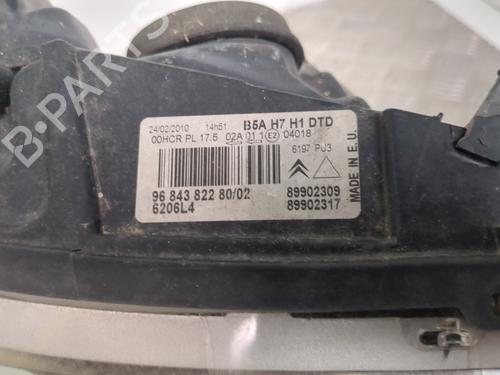 24/02/2010 14h51 B5A H7 H1 DTD
00HCR PL 17.5 02A 01 1 E2 04018
6197 PU3
96 843 822 80/02 89902309
6206L4 89902317
MADE IN E.U.
B-PARTS